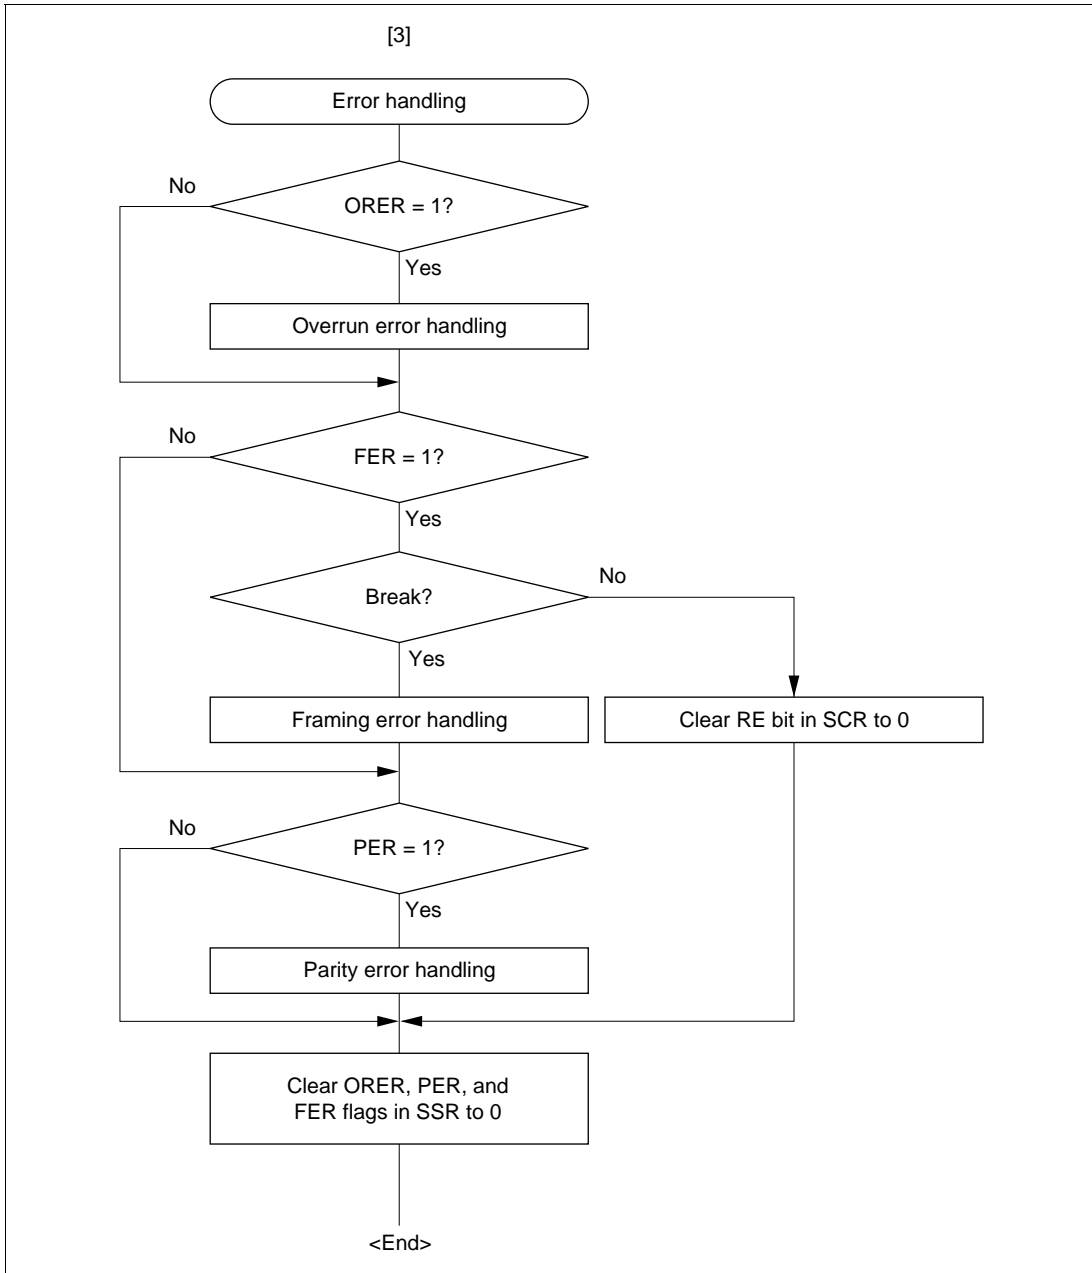 [3]
Error handling
No
ORER = 1?
Yes
Overrun error handling
No
FER = 1?
Yes
Break?
No
Yes
Framing error handling
Clear RE bit in SCR to 0
No
PER = 1?
Yes
Parity error handling
Clear ORER, PER, and
FER flags in SSR to 0
<End>